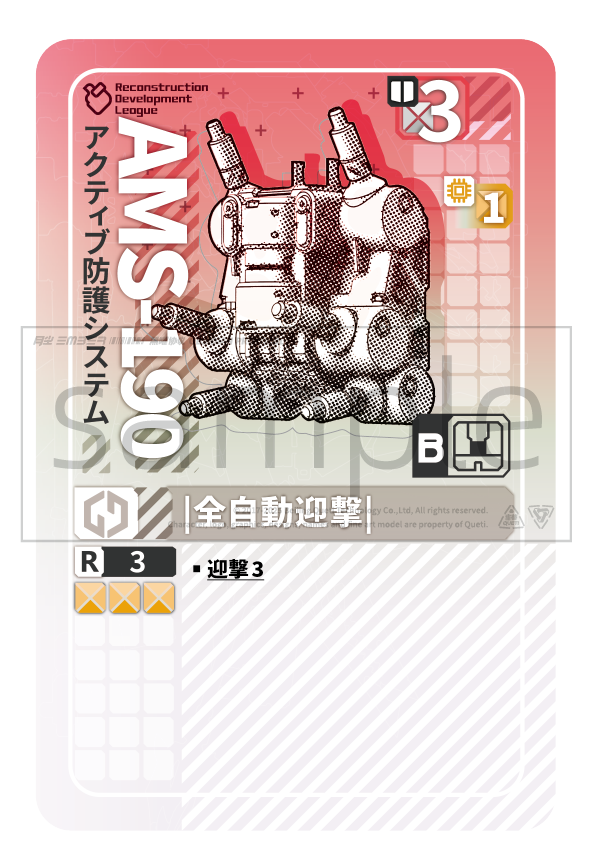 Reconstruction
Development
League
3
アクティブ防護システム
AMS-190
1
B
sample
全自動迎撃
R 3
▪ 迎撃3